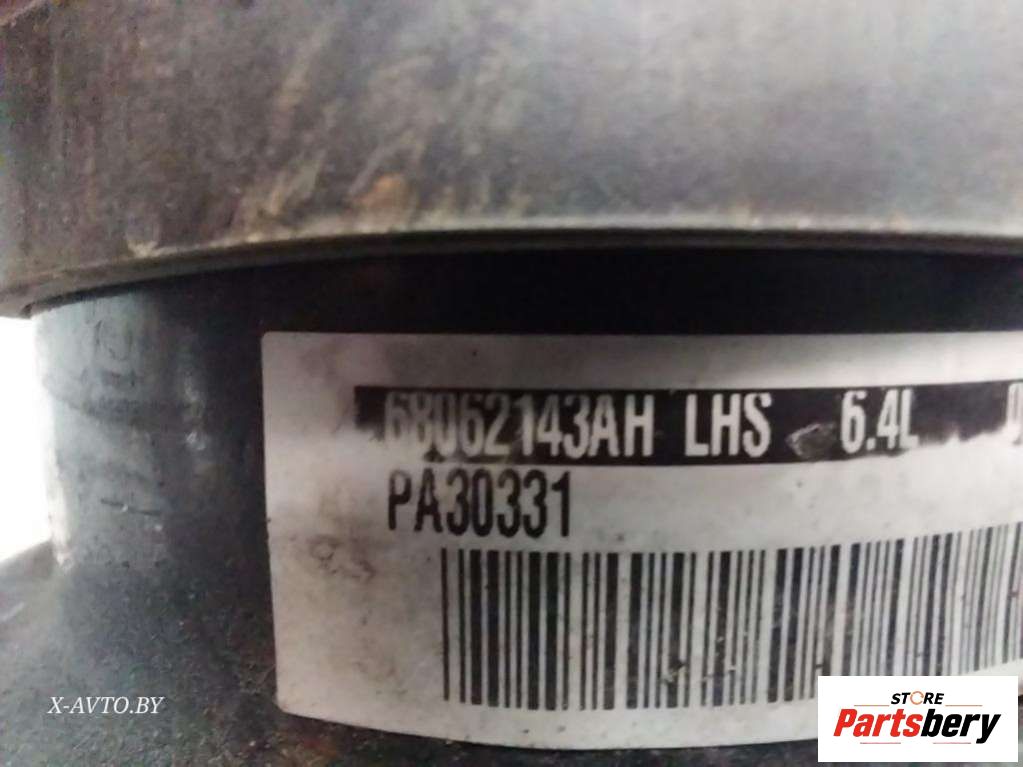 68062143AH LHS 6.4L
PA30331
X-AVTO.BY
STORE
Partsbery